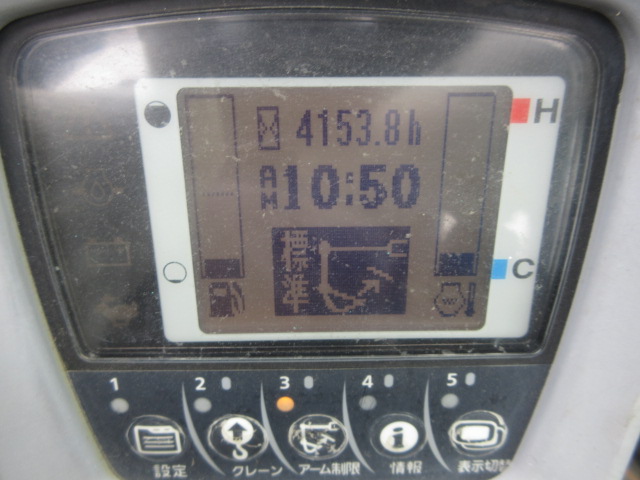 4153.8h
H
AM 10:50
標準
C
1 2 3 4 5
設定 クレーン アーム制限 情報 表示切替